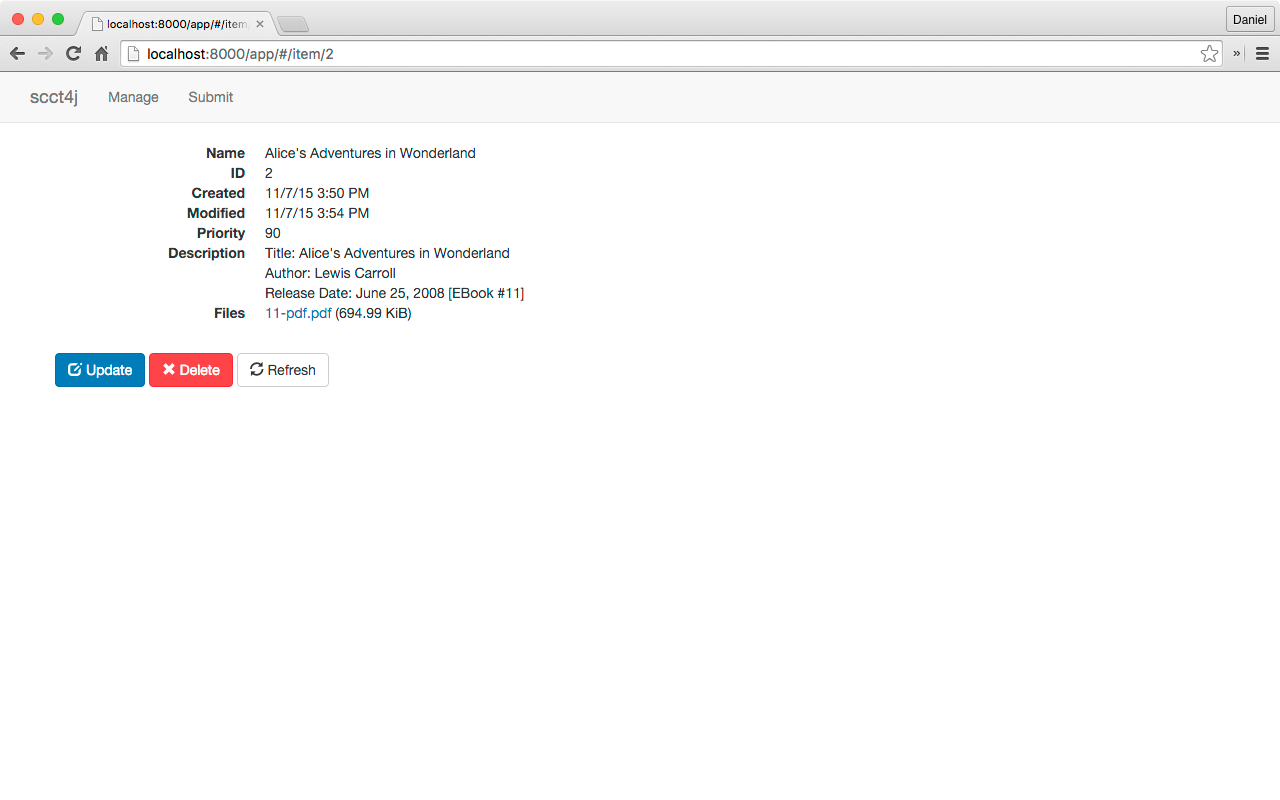 localhost:8000/app/#/item
Daniel
localhost:8000/app/#/item/2
»
scct4j Manage Submit
Name Alice's Adventures in Wonderland
ID 2
Created 11/7/15 3:50 PM
Modified 11/7/15 3:54 PM
Priority 90
Description Title: Alice's Adventures in Wonderland
Author: Lewis Carroll
Release Date: June 25, 2008 [EBook #11]
Files 11-pdf.pdf (694.99 KiB)
Update Delete Refresh